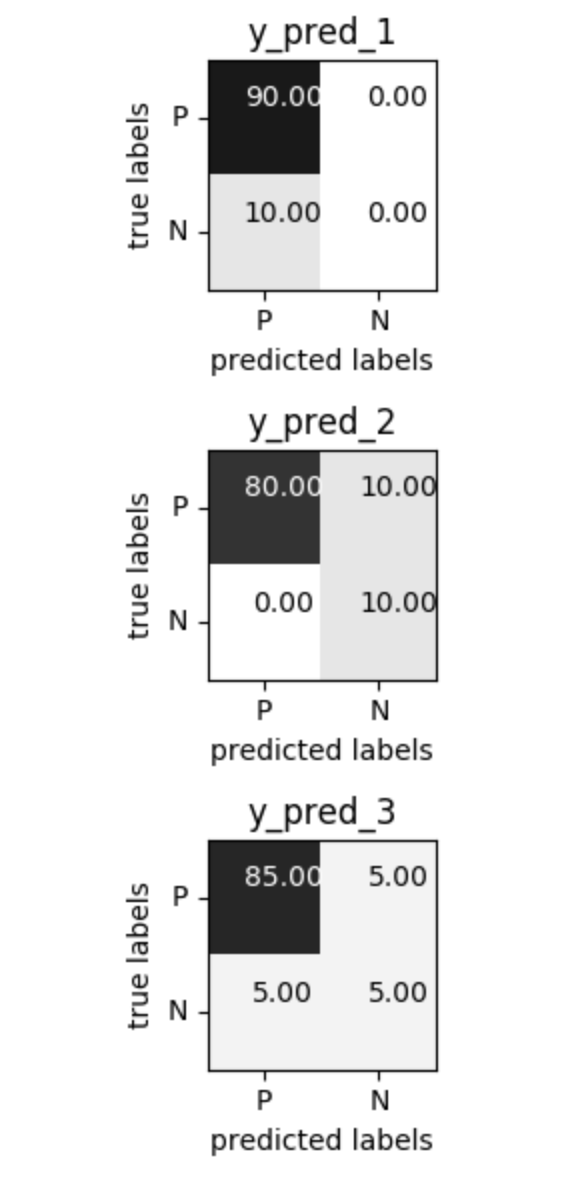 y_pred_1
true labels
P
90.00 0.00
N
10.00 0.00
P N
predicted labels
y_pred_2
true labels
P
80.00 10.00
N
0.00 10.00
P N
predicted labels
y_pred_3
true labels
P
85.00 5.00
N
5.00 5.00
P N
predicted labels